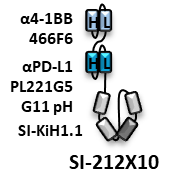 α4-1BB
466F6
H L
αPD-L1
H L
PL221G5
G11 pH
SI-KiH1.1
SI-212X10